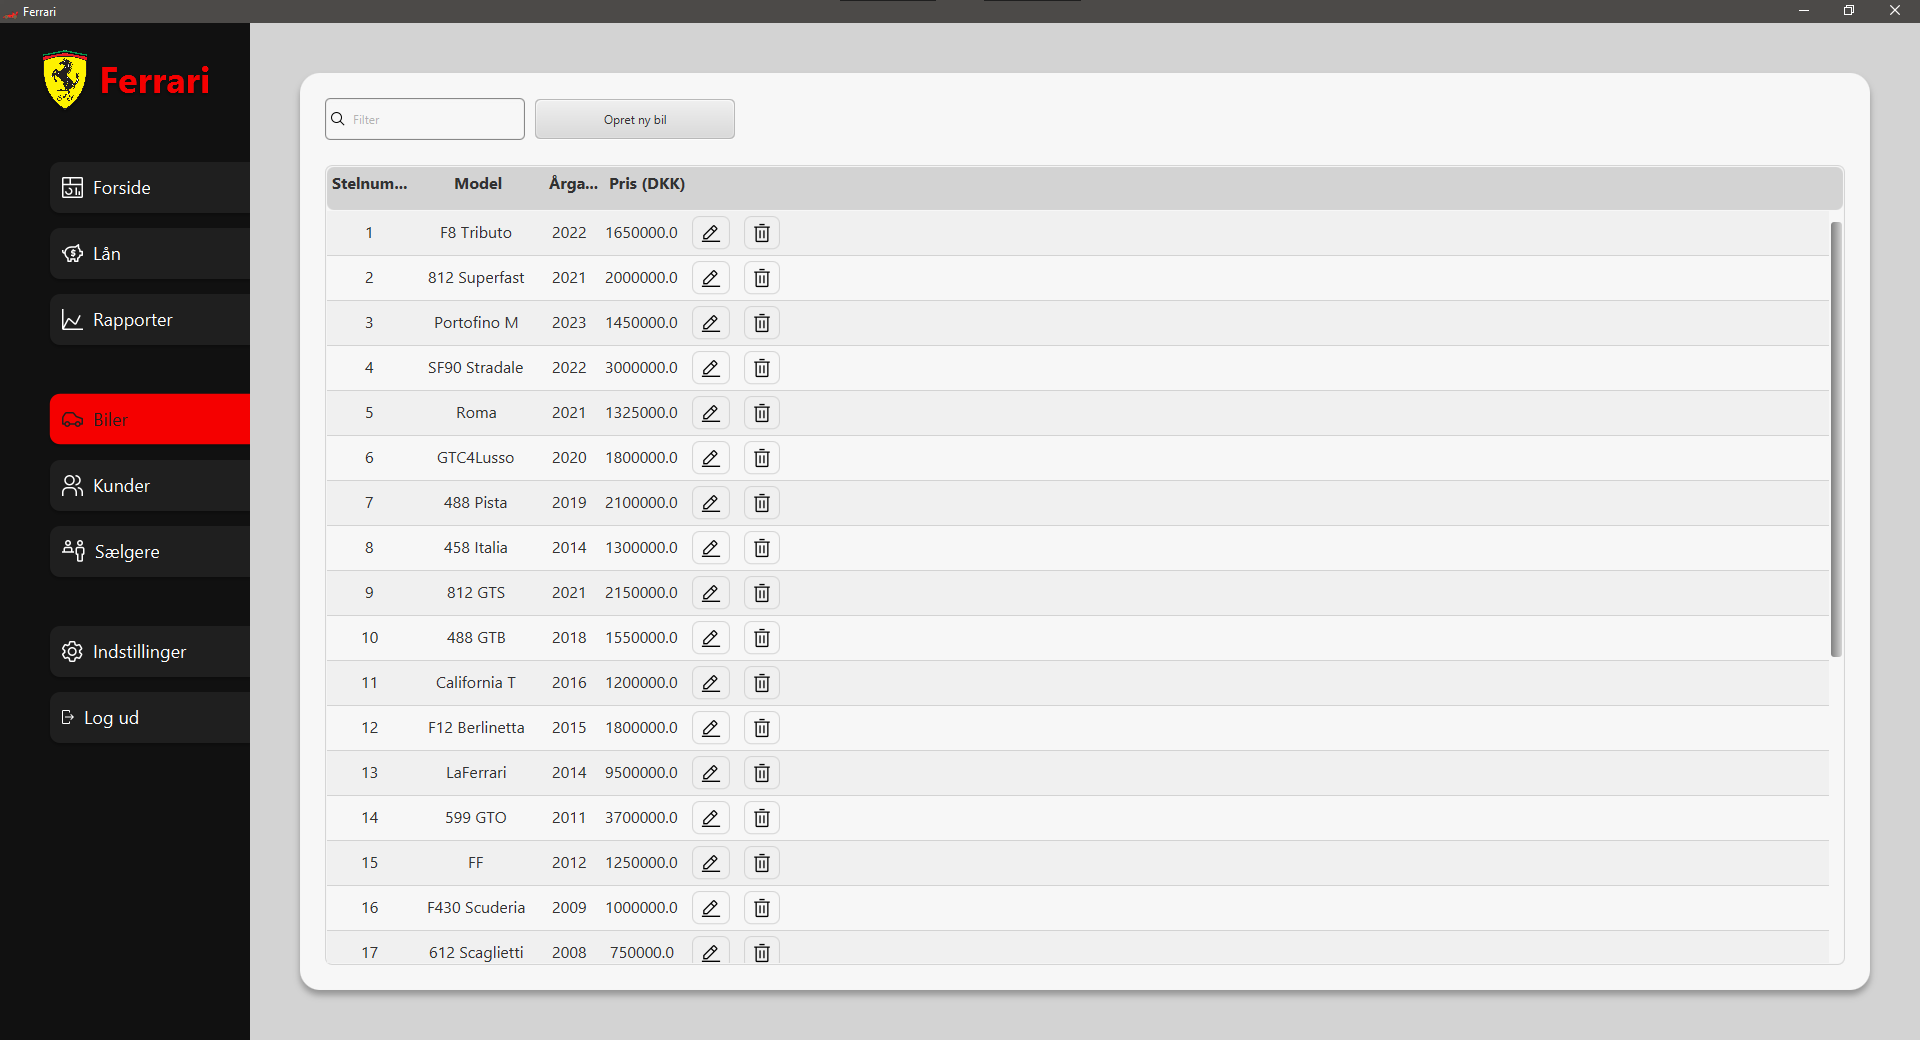 Ferrari
Ferrari
Forside
Lån
Rapporter
Biler
Kunder
Sælgere
Indstillinger
Log ud
Filter
Opret ny bil
Stelnum... Model Årga... Pris (DKK)
1 F8 Tributo 2022 1650000.0
2 812 Superfast 2021 2000000.0
3 Portofino M 2023 1450000.0
4 SF90 Stradale 2022 3000000.0
5 Roma 2021 1325000.0
6 GTC4Lusso 2020 1800000.0
7 488 Pista 2019 2100000.0
8 458 Italia 2014 1300000.0
9 812 GTS 2021 2150000.0
10 488 GTB 2018 1550000.0
11 California T 2016 1200000.0
12 F12 Berlinetta 2015 1800000.0
13 LaFerrari 2014 9500000.0
14 599 GTO 2011 3700000.0
15 FF 2012 1250000.0
16 F430 Scuderia 2009 1000000.0
17 612 Scaglietti 2008 750000.0